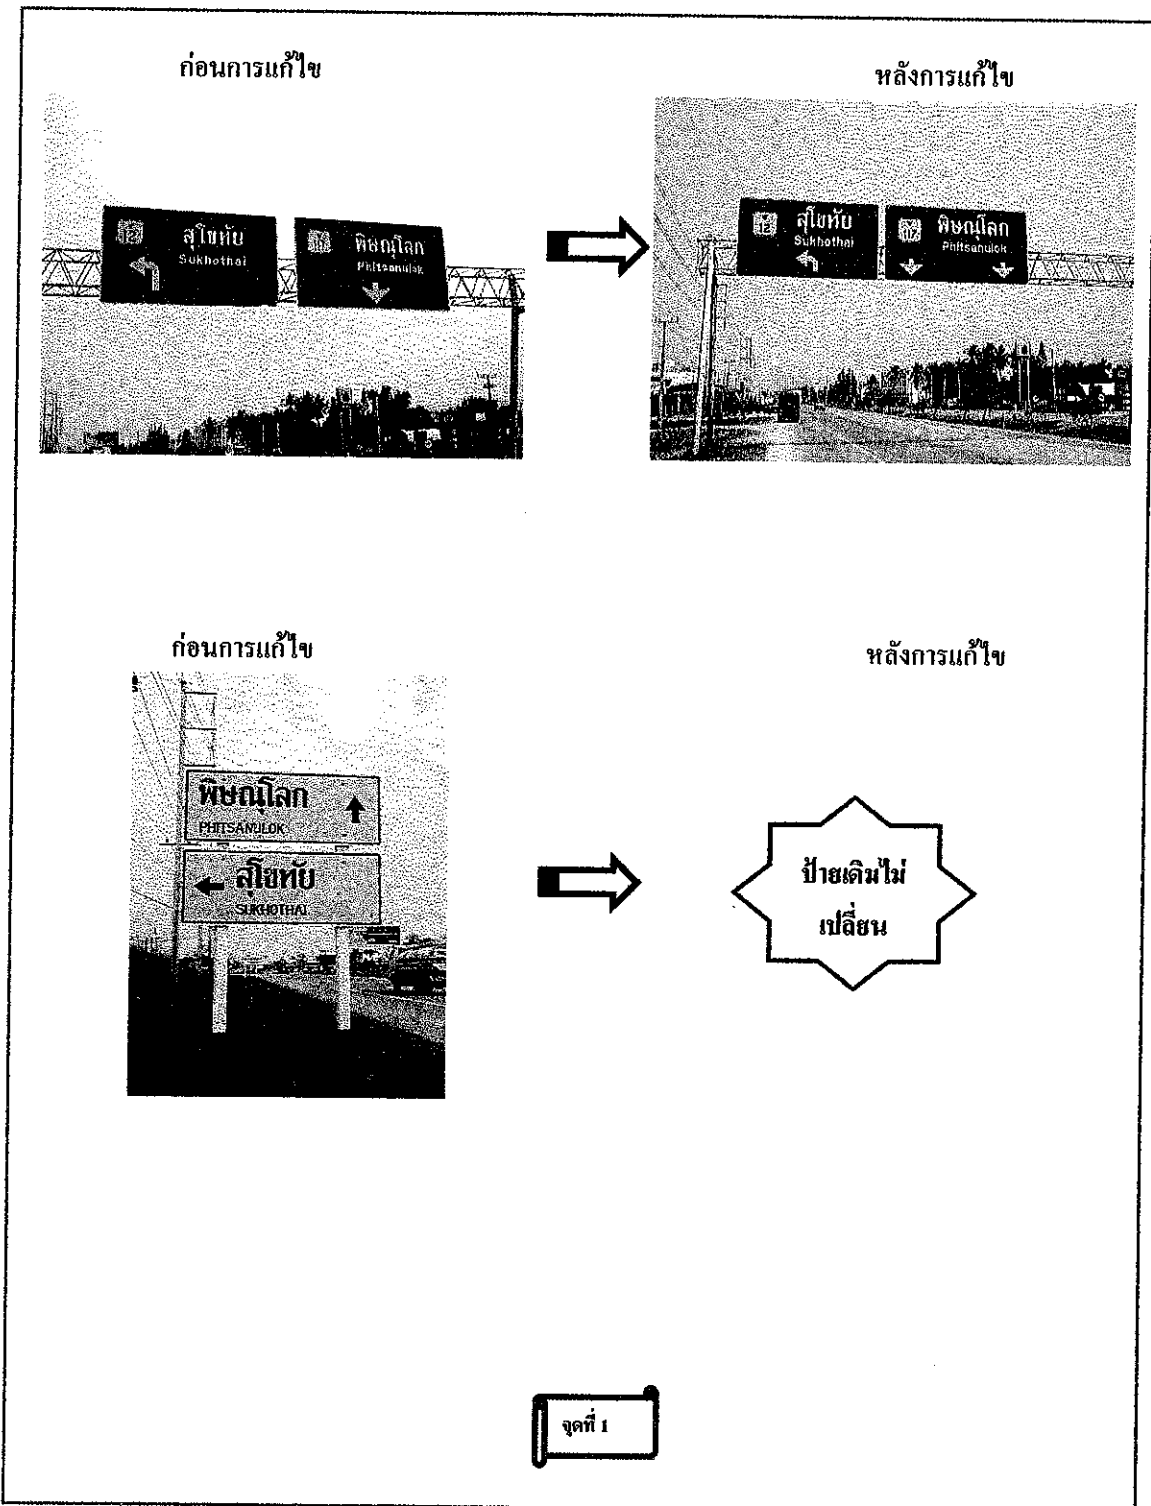 ก่อนการแก้ไข
หลังการแก้ไข
สุโขทัย
Sukhothai
พิษณุโลก
Phitsanulok
12
สุโขทัย
Sukhothai
12
พิษณุโลก
Phitsanulok
ก่อนการแก้ไข
หลังการแก้ไข
พิษณุโลก
PHITSANULOK
สุโขทัย
SUKHOTHAI
ป้ายเดิมไม่
เปลี่ยน
จุดที่ 1